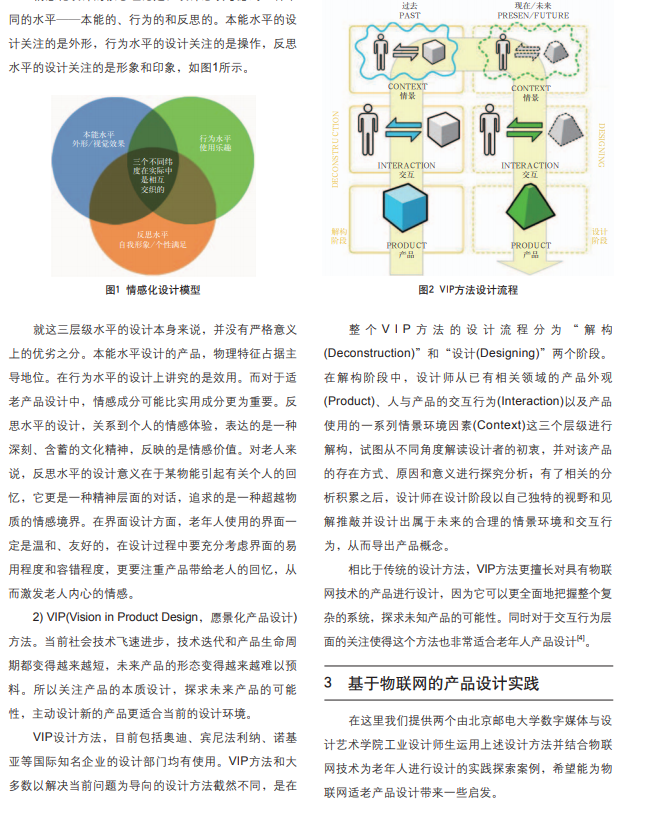 同的水平——本能的、行为的和反思的。本能水平的设
计关注的是外形，行为水平的设计关注的是操作，反思
水平的设计关注的是形象和印象，如图1所示。
本能水平
外形/视觉效果
行为水平
使用乐趣
三个不同纬
度在实际中
是相互
交织的
反思水平
自我形象/个性满足
图1 情感化设计模型
就这三层级水平的设计本身来说，并没有严格意义
上的优劣之分。本能水平设计的产品，物理特征占据主
导地位。在行为水平的设计上讲究的是效用。而对于适
老产品设计中，情感成分可能比实用成分更为重要。反
思水平的设计，关系到个人的情感体验，表达的是一种
深刻、含蓄的文化精神，反映的是情感价值。对老人来
说，反思水平的设计意义在于某物能引起有关个人的回
忆，它更是一种精神层面的对话，追求的是一种超越物
质的情感境界。在界面设计方面，老年人使用的界面一
定是温和、友好的，在设计过程中要充分考虑界面的易
用程度和容错程度，更要注重产品带给老人的回忆，从
而激发老人内心的情感。
2) VIP(Vision in Product Design，愿景化产品设计)
方法。当前社会技术飞速进步，技术迭代和产品生命周
期都变得越来越短，未来产品的形态变得越来越难以预
料。所以关注产品的本质设计，探求未来产品的可能
性，主动设计新的产品更适合当前的设计环境。
VIP设计方法，目前包括奥迪、宾尼法利纳、诺基
亚等国际知名企业的设计部门均有使用。VIP方法和大
多数以解决当前问题为导向的设计方法截然不同，是在
过去
PAST
现在/未来
PRESEN/FUTURE
CONTEXT
情景
CONTEXT
情景
DECONSTRUCTION
DESIGNING
INTERACTION
交互
INTERACTION
交互
解构
阶段
设计
阶段
PRODUCT
产品
PRODUCT
产品
图2 VIP方法设计流程
整个VIP方法的设计流程分为“解构
(Deconstruction)”和“设计(Designing)”两个阶段。
在解构阶段中，设计师从已有相关领域的产品外观
(Product)、人与产品的交互行为(Interaction)以及产品
使用的一系列情景环境因素(Context)这三个层级进行
解构，试图从不同角度解读设计者的初衷，并对该产品
的存在方式、原因和意义进行探究分析；有了相关的分
析积累之后，设计师在设计阶段以自己独特的视野和见
解推敲并设计出属于未来的合理的情景环境和交互行
为，从而导出产品概念。
相比于传统的设计方法，VIP方法更擅长对具有物联
网技术的产品进行设计，因为它可以更全面地把握整个复
杂的系统，探求未知产品的可能性。同时对于交互行为层
面的关注使得这个方法也非常适合老年人产品设计[4]。
3 基于物联网的产品设计实践
在这里我们提供两个由北京邮电大学数字媒体与设
计艺术学院工业设计师生运用上述设计方法并结合物联
网技术为老年人进行设计的实践探索案例，希望能为物
联网适老产品设计带来一些启发。